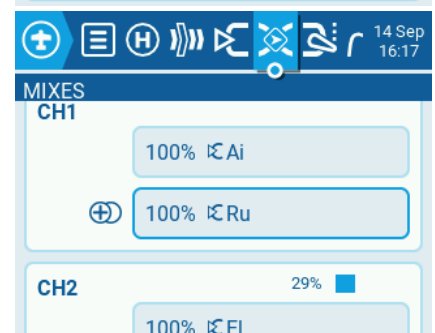 H
14 Sep
16:17
MIXES
CH1
100% Ai
100% Ru
CH2
29%
100% El